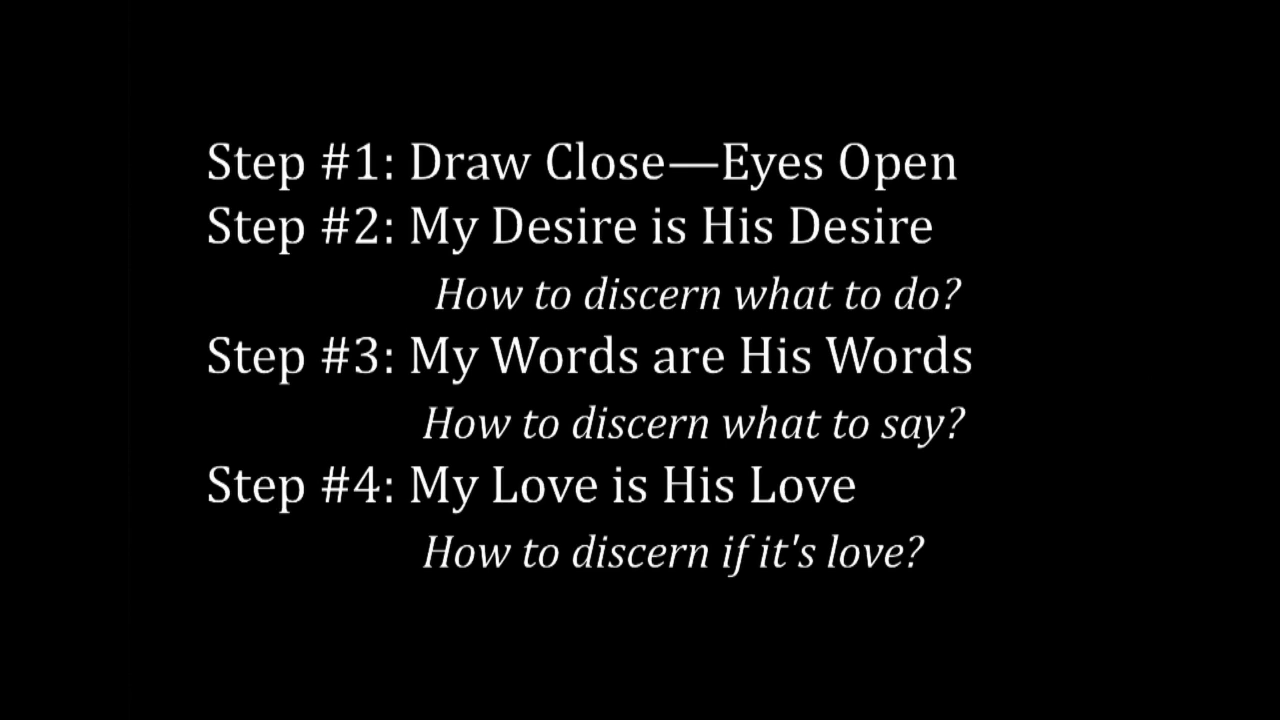 Step #1: Draw Close—Eyes Open
Step #2: My Desire is His Desire
How to discern what to do?
Step #3: My Words are His Words
How to discern what to say?
Step #4: My Love is His Love
How to discern if it's love?